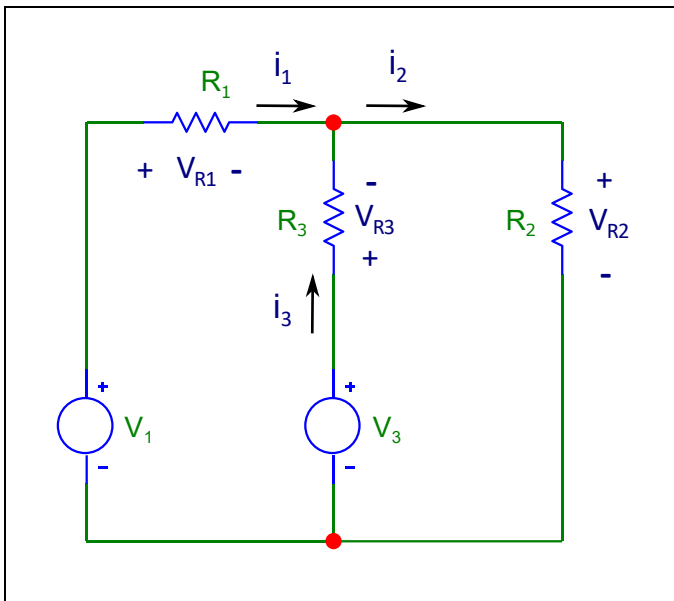 i1 i2
R1
+ VR1 -
-
R3 VR3
+
+
R2 VR2
-
i3
+ +
V1 V3
- -